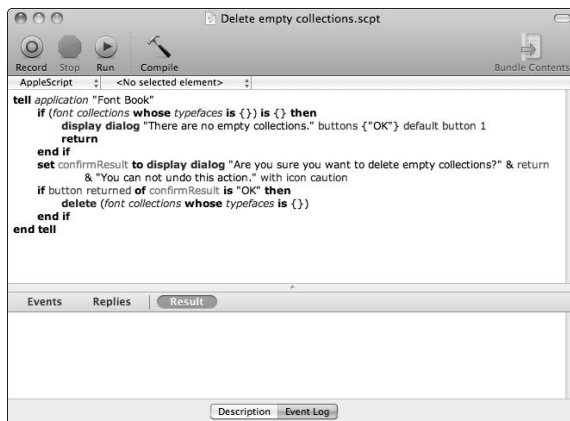 Delete empty collections.scpt
Record Stop Run Compile Bundle Contents
AppleScript <No selected element>
tell application "Font Book"
if (font collections whose typefaces is {}) is {} then
display dialog "There are no empty collections." buttons {"OK"} default button 1
return
end if
set confirmResult to display dialog "Are you sure you want to delete empty collections?" & return
& "You can not undo this action." with icon caution
if button returned of confirmResult is "OK" then
delete (font collections whose typefaces is {})
end if
end tell
Events Replies Result
Description Event Log